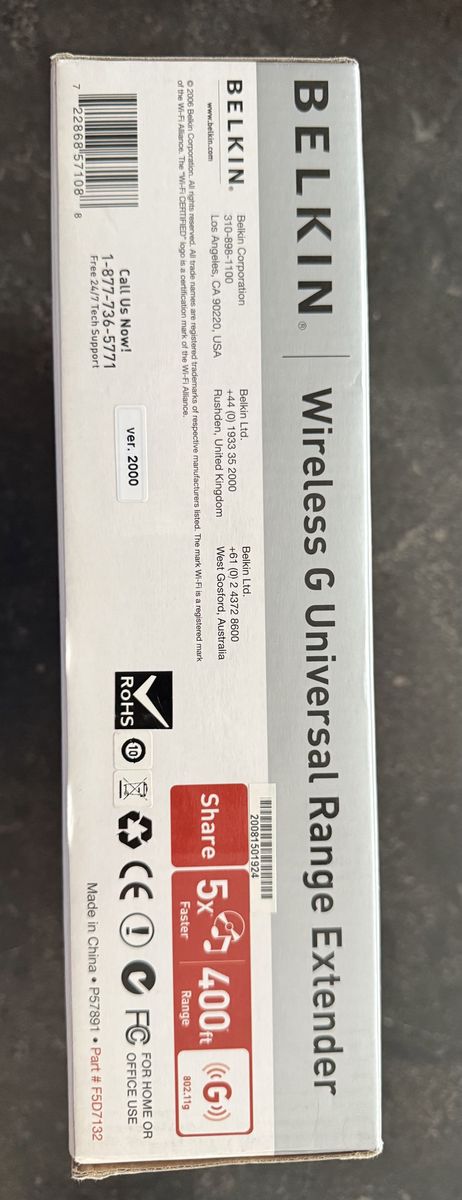 BELKIN®
Wireless G Universal Range Extender
BELKIN®
www.belkin.com
Belkin Corporation
310-898-1100
Los Angeles, CA 90220, USA
Belkin Ltd.
+44 (0) 1933 35 2000
Rushden, United Kingdom
Belkin Ltd.
+61 (0) 2 4372 8600
West Gosford, Australia
© 2006 Belkin Corporation. All rights reserved. All trade names are registered trademarks of respective manufacturers listed. The mark Wi-Fi is a registered mark
of the Wi-Fi Alliance. The "Wi-Fi CERTIFIED" logo is a certification mark of the Wi-Fi Alliance.
20081501924
Share
5x*
Faster
400ft*
Range
G
802.11g
7 22868 57108 8
Call Us Now!
1-877-736-5771
Free 24/7 Tech Support
ver. 2000
RoHS
10
CE
FC
FOR HOME OR
OFFICE USE
Made in China • P57891 • Part # F5D7132